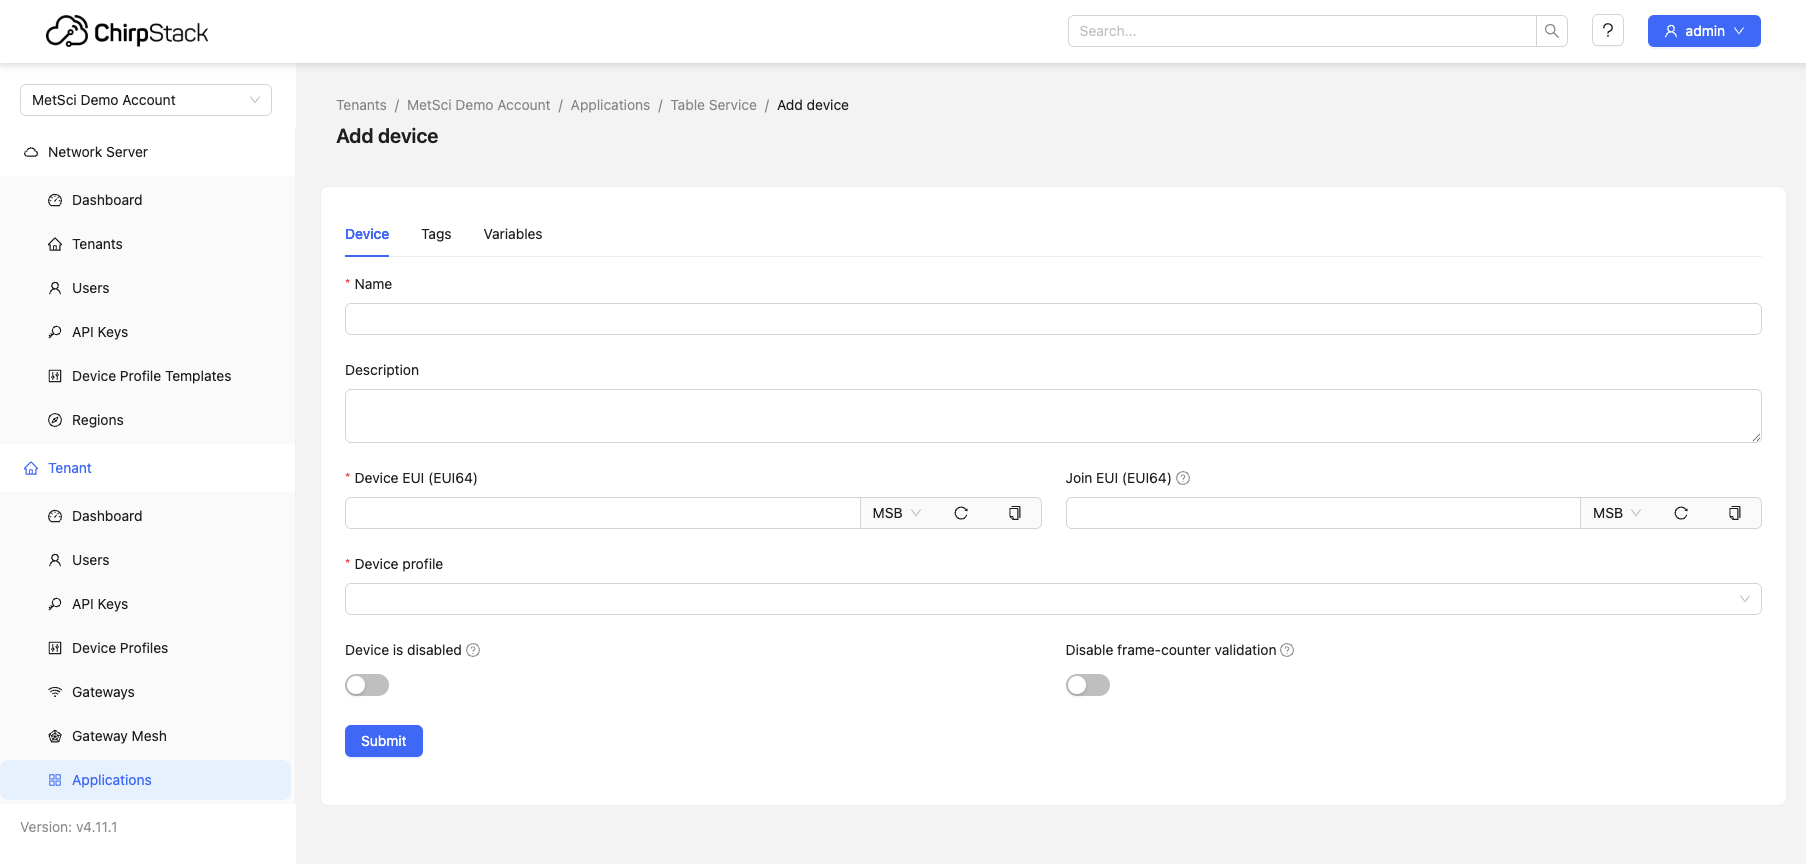 ChirpStack
Search...
?
admin
MetSci Demo Account
Network Server
Dashboard
Tenants
Users
API Keys
Device Profile Templates
Regions
Tenant
Dashboard
Users
API Keys
Device Profiles
Gateways
Gateway Mesh
Applications
Version: v4.11.1
Tenants / MetSci Demo Account / Applications / Table Service / Add device
Add device
Device Tags Variables
* Name
Description
* Device EUI (EUI64)
MSB
Join EUI (EUI64) ?
MSB
* Device profile
Device is disabled ?
Disable frame-counter validation ?
Submit